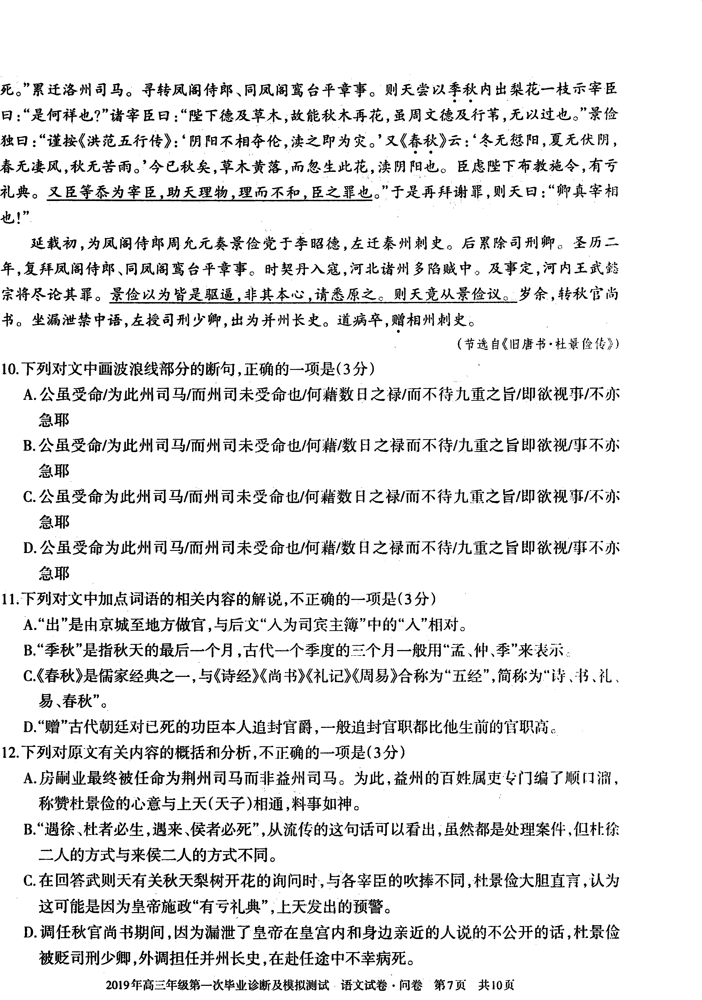 死。”累迁洛州司马。寻转凤阁侍郎、同凤阁鸾台平章事。则天尝以季秋内出梨花一枝示宰臣
曰:“是何祥也?”诸宰臣曰:“陛下德及草木,故能秋木再花,虽周文德及行苇,无以过也。”景俭
独曰:“谨按《洪范五行传》:‘阴阳不相夺伦,渎之即为灾。’又《春秋》云:‘冬无愆阳,夏无伏阴,
春无凄风,秋无苦雨。’今已秋矣,草木黄落,而忽生此花,渎阴阳也。臣虑陛下布教施令,有亏
礼典。又臣等忝为宰臣,助天理物,理而不和,臣之罪也。”于是再拜谢罪,则天曰:“卿真宰相
也!”
延载初,为凤阁侍郎周允元奏景俭党于李昭德,左迁秦州刺史。后累除司刑卿。圣历二
年,复拜凤阁侍郎、同凤阁鸾台平章事。时契丹入寇,河北诸州多陷贼中。及事定,河内王武懿
宗将尽论其罪。景俭以为皆是驱逼,非其本心,请悉原之。则天竟从景俭议。岁余,转秋官尚
书。坐漏泄禁中语,左授司刑少卿,出为并州长史。道病卒,赠相州刺史。
(节选自《旧唐书·杜景俭传》)
10.下列对文中画波浪线部分的断句,正确的一项是(3分)
A.公虽受命/为此州司马/而州司未受命也/何藉数日之禄/而不待九重之旨/即欲视事/不亦
急耶
B.公虽受命/为此州司马/而州司未受命也/何藉/数日之禄而不待/九重之旨即欲视/事不亦
急耶
C.公虽受命为此州司马/而州司未受命也/何藉数日之禄/而不待九重之旨/即欲视事/不亦
急耶
D.公虽受命为此州司马/而州司未受命也/何藉/数日之禄而不待/九重之旨即欲视/事不亦
急耶
11.下列对文中加点词语的相关内容的解说,不正确的一项是(3分)
A.“出”是由京城至地方做官,与后文“入为司宾主簿”中的“入”相对。
B.“季秋”是指秋天的最后一个月,古代一个季度的三个月一般用“孟、仲、季”来表示。
C.《春秋》是儒家经典之一,与《诗经》《尚书》《礼记》《周易》合称为“五经”,简称为“诗、书、礼、
易、春秋”。
D.“赠”古代朝廷对已死的功臣本人追封官爵,一般追封官职都比他生前的官职高。
12.下列对原文有关内容的概括和分析,不正确的一项是(3分)
A.房嗣业最终被任命为荆州司马而非益州司马。为此,益州的百姓属吏专门编了顺口溜,
称赞杜景俭的心意与上天(天子)相通,料事如神。
B.“遇徐、杜者必生,遇来、侯者必死”,从流传的这句话可以看出,虽然都是处理案件,但杜徐
二人的方式与来侯二人的方式不同。
C.在回答武则天有关秋天梨树开花的询问时,与各宰臣的吹捧不同,杜景俭大胆直言,认为
这可能是因为皇帝施政“有亏礼典”,上天发出的预警。
D.调任秋官尚书期间,因为漏泄了皇帝在皇宫内和身边亲近的人说的不公开的话,杜景俭
被贬司刑少卿,外调担任并州长史,在赴任途中不幸病死。
2019年高三年级第一次毕业诊断及模拟测试 语文试卷·问卷 第7页 共10页